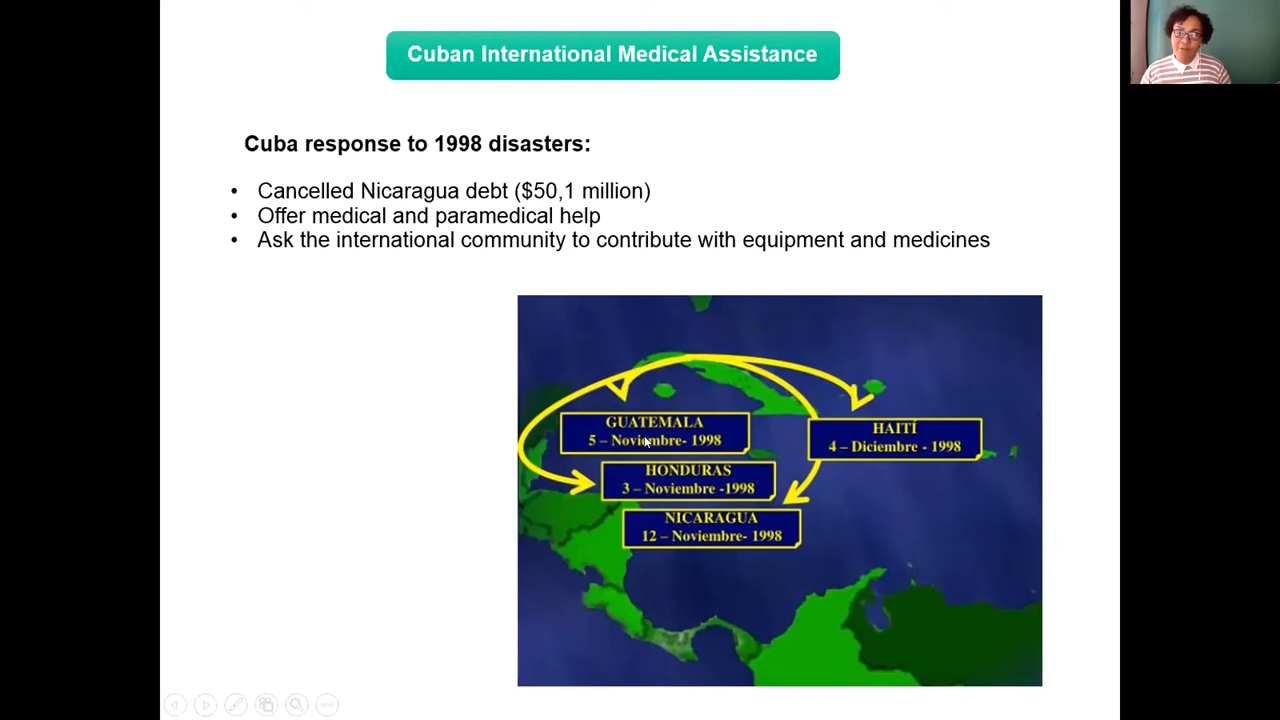 Cuban International Medical Assistance
Cuba response to 1998 disasters:
• Cancelled Nicaragua debt ($50,1 million)
• Offer medical and paramedical help
• Ask the international community to contribute with equipment and medicines
GUATEMALA
5 – Noviembre- 1998
HAITÍ
4 – Diciembre - 1998
HONDURAS
3 – Noviembre -1998
NICARAGUA
12 – Noviembre- 1998